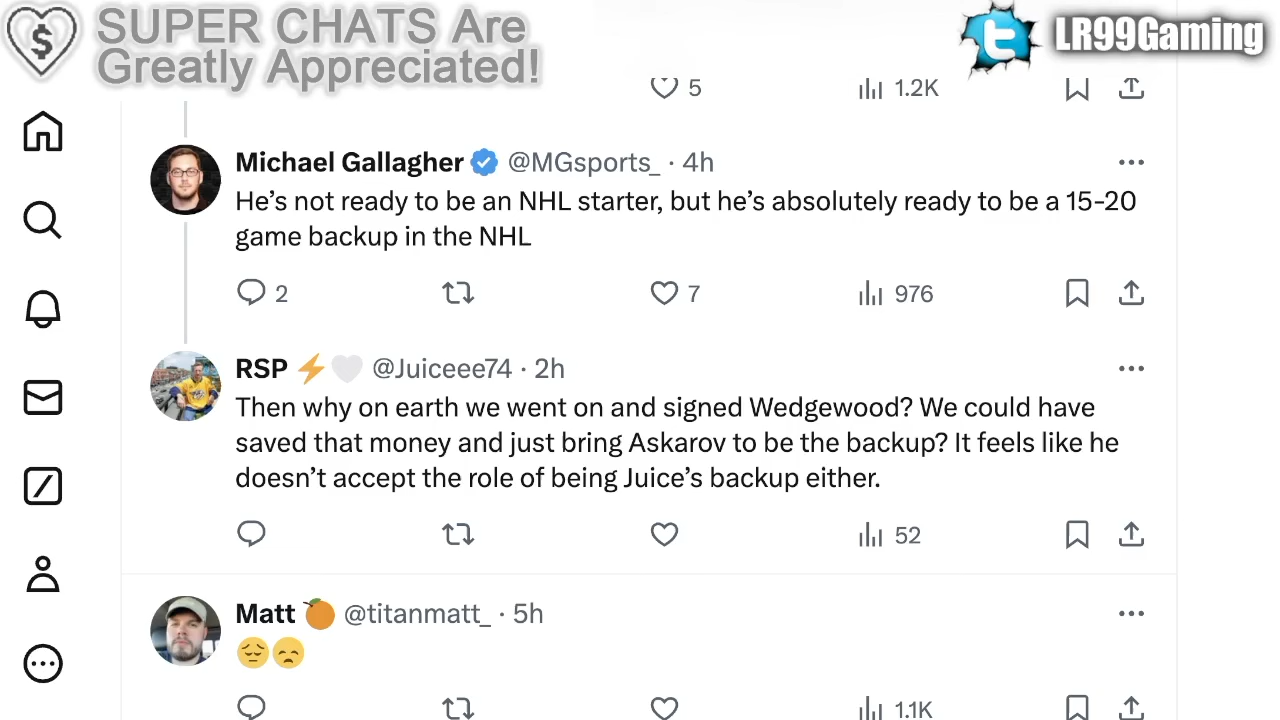 SUPER CHATS Are
Greatly Appreciated!
LR99Gaming
5 1.2K
Michael Gallagher @MGsports_ · 4h
He’s not ready to be an NHL starter, but he’s absolutely ready to be a 15-20
game backup in the NHL
2 7 976
RSP ⚡🤍 @Juiceee74 · 2h
Then why on earth we went on and signed Wedgewood? We could have
saved that money and just bring Askarov to be the backup? It feels like he
doesn’t accept the role of being Juice’s backup either.
52
Matt 🍊 @titanmatt_ · 5h
😔😞
1.1K